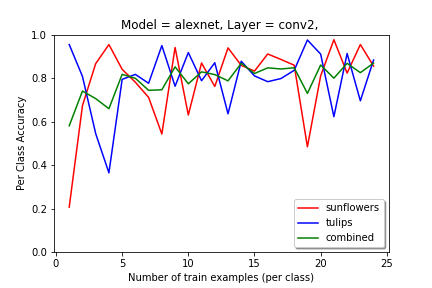 Model = alexnet, Layer = conv2,
1.0
0.8
0.6
0.4
0.2
0.0
Per Class Accuracy
sunflowers
tulips
combined
0
5
10
15
20
25
Number of train examples (per class)